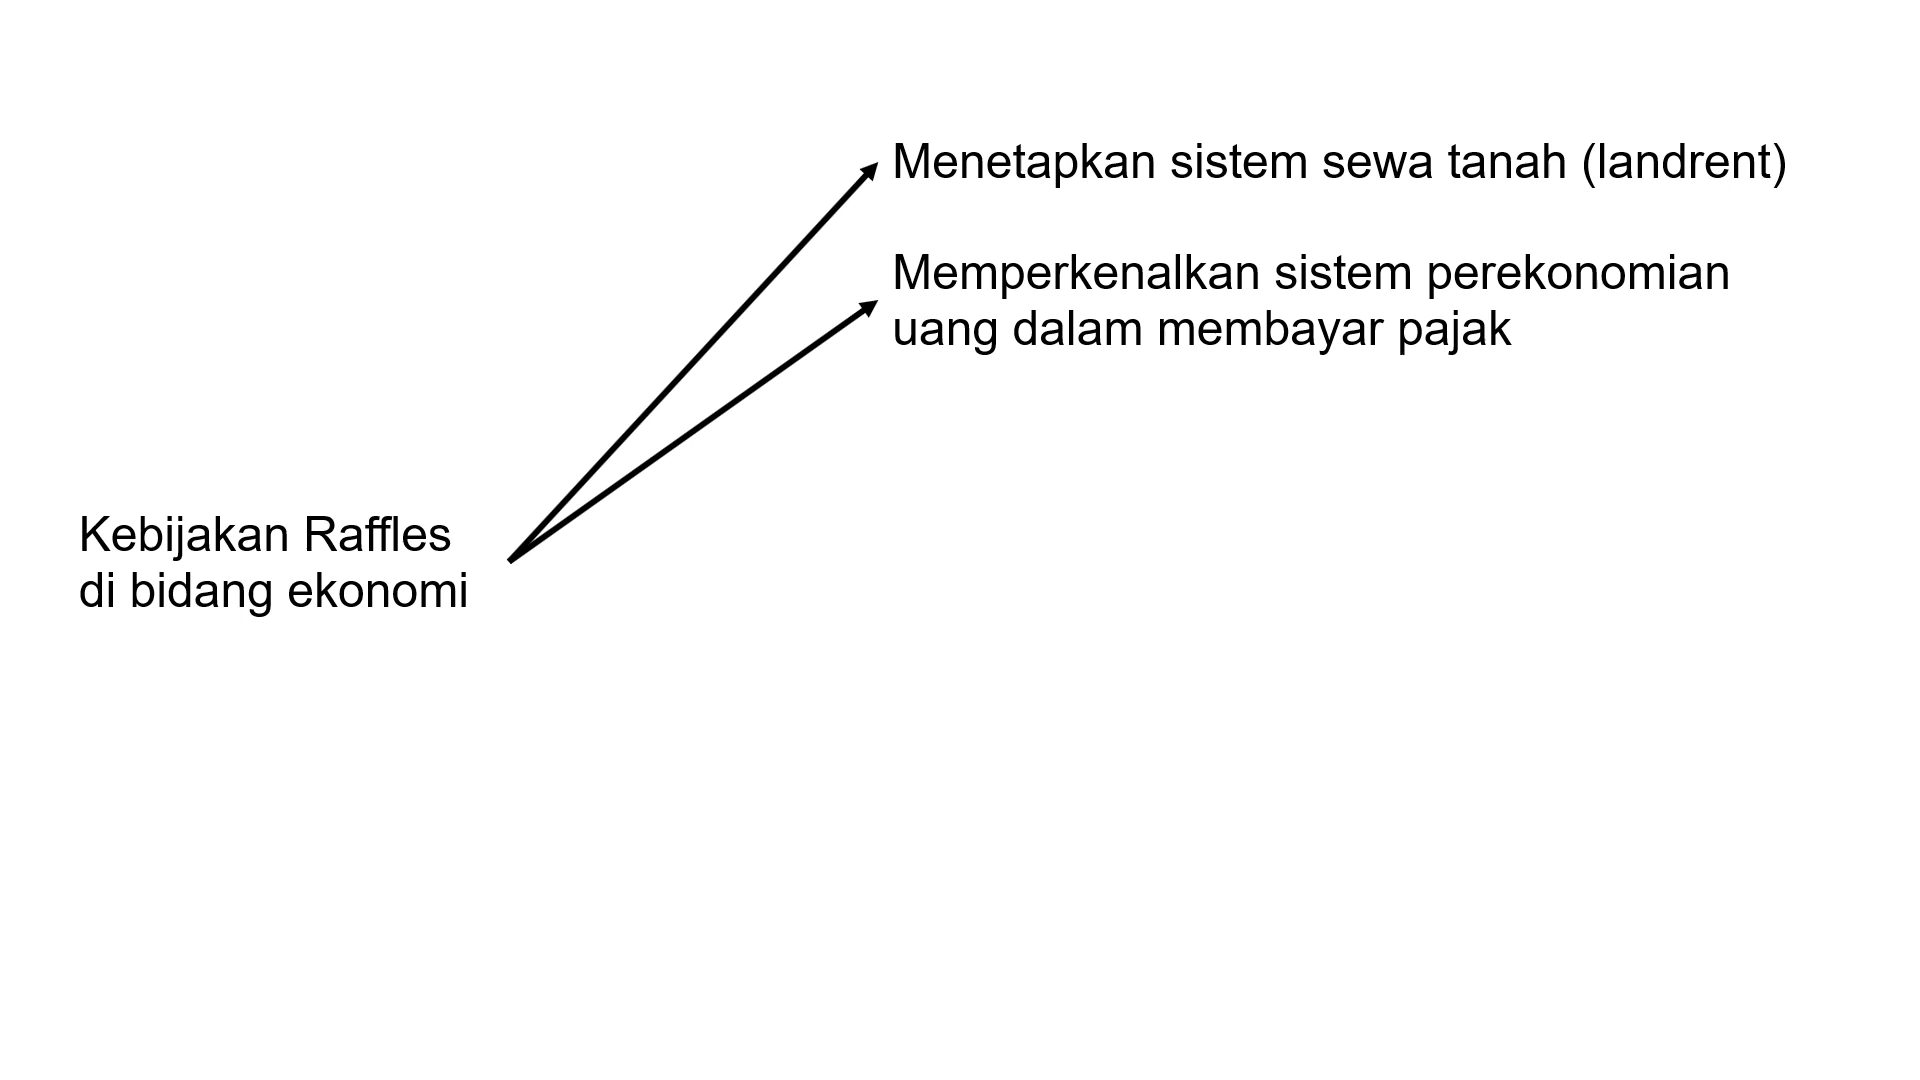 Menetapkan sistem sewa tanah (landrent)
Memperkenalkan sistem perekonomian
uang dalam membayar pajak
Kebijakan Raffles
di bidang ekonomi